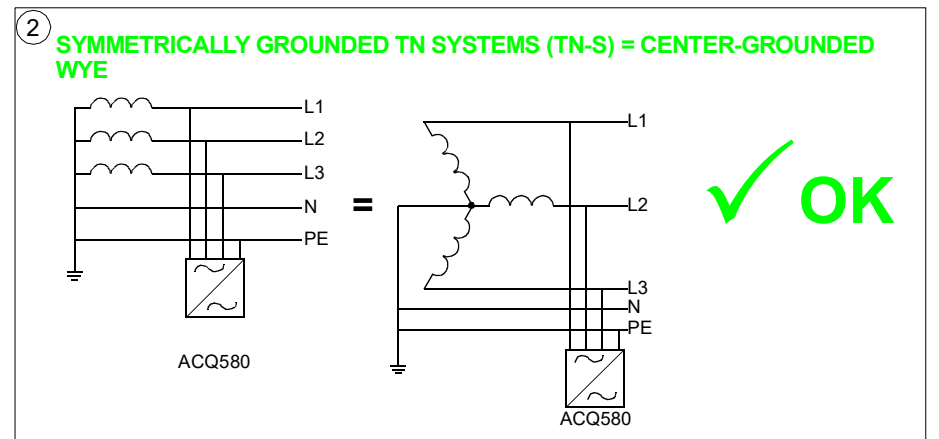 2
SYMMETRICALLY GROUNDED TN SYSTEMS (TN-S) = CENTER-GROUNDED
WYE
L1
L2
L3
N
PE
ACQ580
=
L1
L2
L3
N
PE
ACQ580
OK